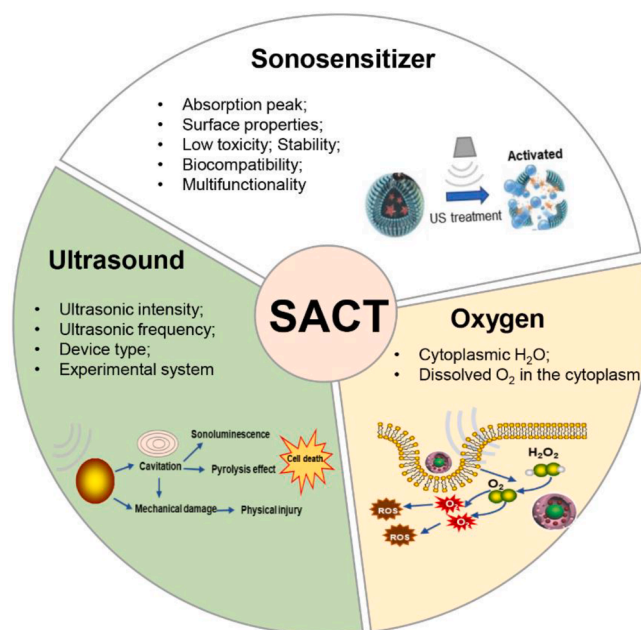 Sonosensitizer
• Absorption peak;
• Surface properties;
• Low toxicity; Stability;
• Biocompatibility;
• Multifunctionality
Activated
US treatment
Ultrasound
• Ultrasonic intensity;
• Ultrasonic frequency;
• Device type;
• Experimental system
Sonoluminescence
Cavitation
Pyrolysis effect
Cell death
Mechanical damage
Physical injury
SACT
Oxygen
• Cytoplasmic H₂O;
• Dissolved O₂ in the cytoplasm
H₂O₂
O₂
O
O
ROS
ROS